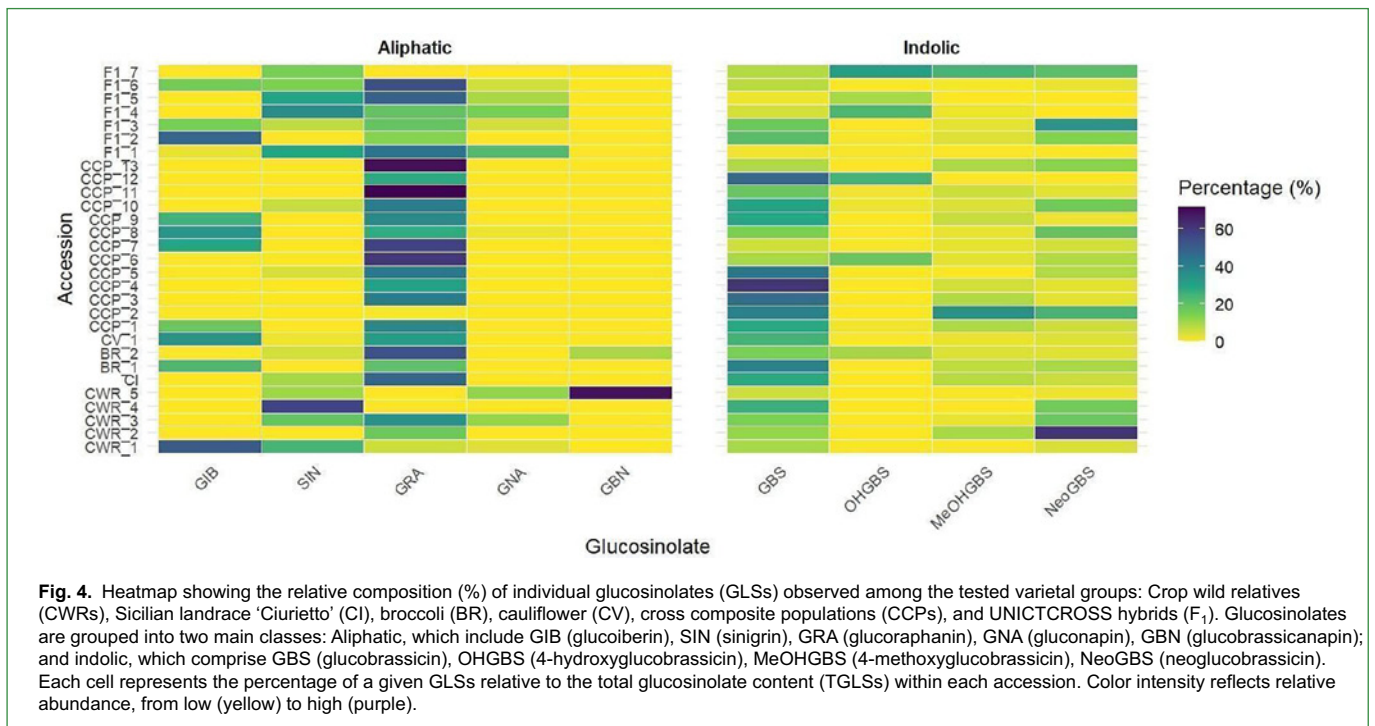 Aliphatic
Indolic
F1_7
F1_6
F1_5
F1_4
F1_3
F1_2
F1_1
CCP_13
CCP_12
CCP_11
CCP_10
CCP_9
CCP_8
CCP_7
CCP_6
CCP_5
CCP_4
CCP_3
CCP_2
CCP_1
CV_1
BR_2
BR_1
CI
CWR_5
CWR_4
CWR_3
CWR_2
CWR_1
Accession
GIB
SIN
GRA
GNA
GBN
GBS
OHGBS
MeOHGBS
NeoGBS
Glucosinolate
Percentage (%)
60
40
20
0
Fig. 4. Heatmap showing the relative composition (%) of individual glucosinolates (GLSs) observed among the tested varietal groups: Crop wild relatives
(CWRs), Sicilian landrace ‘Ciurietto’ (CI), broccoli (BR), cauliflower (CV), cross composite populations (CCPs), and UNICTCROSS hybrids (F₁). Glucosinolates
are grouped into two main classes: Aliphatic, which include GIB (glucoiberin), SIN (sinigrin), GRA (glucoraphanin), GNA (gluconapin), GBN (glucobrassicanapin);
and indolic, which comprise GBS (glucobrassicin), OHGBS (4-hydroxyglucobrassicin), MeOHGBS (4-methoxyglucobrassicin), NeoGBS (neoglucobrassicin).
Each cell represents the percentage of a given GLSs relative to the total glucosinolate content (TGLSs) within each accession. Color intensity reflects relative
abundance, from low (yellow) to high (purple).